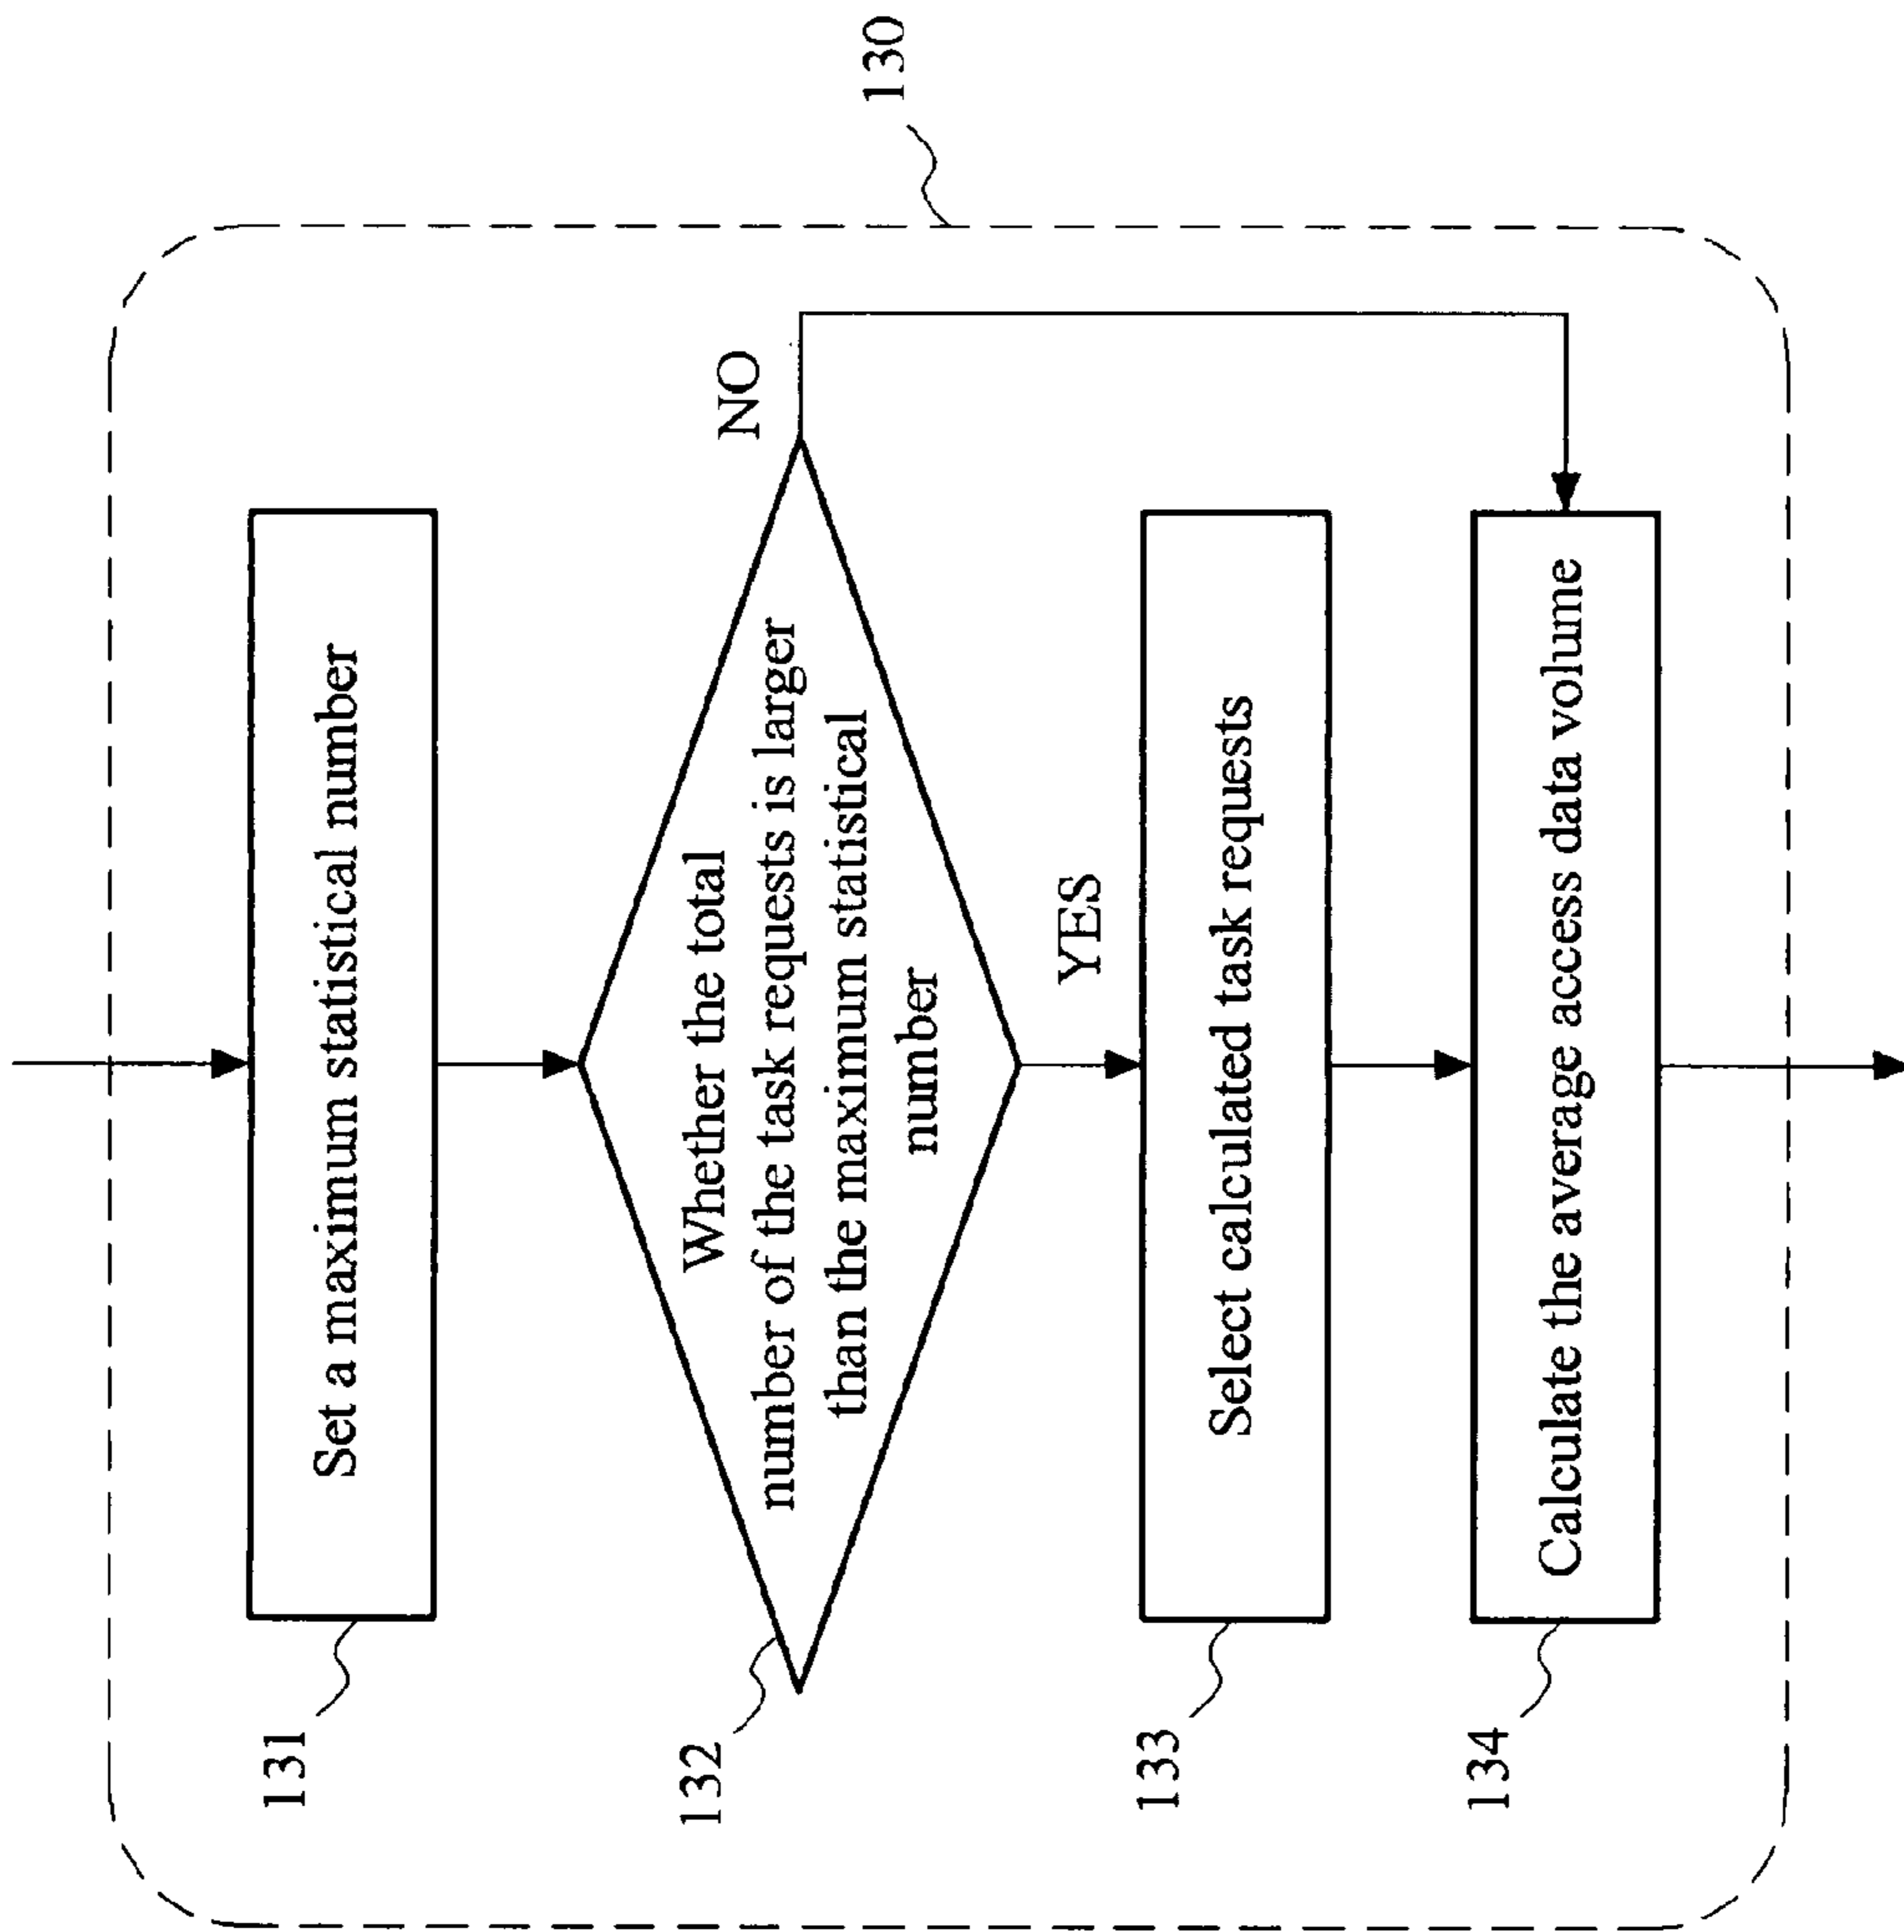 130
131
Set a maximum statistical number
132
Whether the total
number of the task requests is larger
than the maximum statistical
number
NO
YES
133
Select calculated task requests
134
Calculate the average access data volume